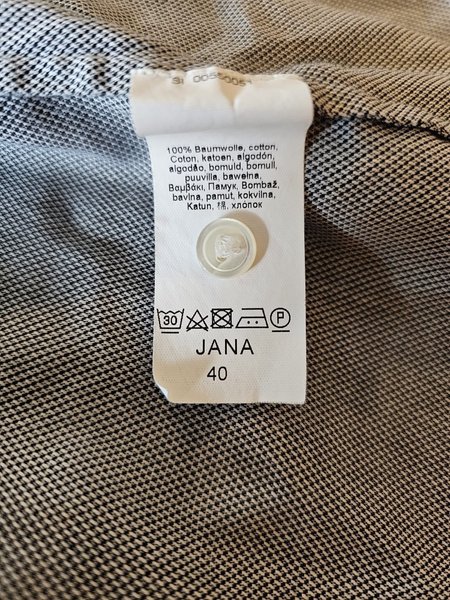 100% Baumwolle, cotton,
Coton, katoen, algodón,
algodão, bomuld, bomull,
puuvilla, bawełna,
Βαμβάκι, Памук, Bombaž,
bavlna, pamut, kokvilna,
Katun, 棉, хлопок
30
P
JANA
40